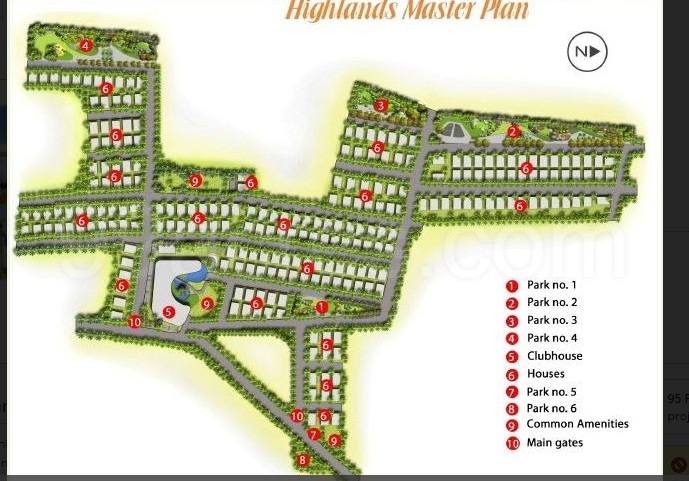 Highlands Master Plan
N
4
6
3
6
2
6
6
6
6
9
6
6
6
6
6
6
6
6
5
9
6
1
10
6
6
10
6
7
9
8
1 Park no. 1
2 Park no. 2
3 Park no. 3
4 Park no. 4
5 Clubhouse
6 Houses
7 Park no. 5
8 Park no. 6
9 Common Amenities
10 Main gates
.com
95